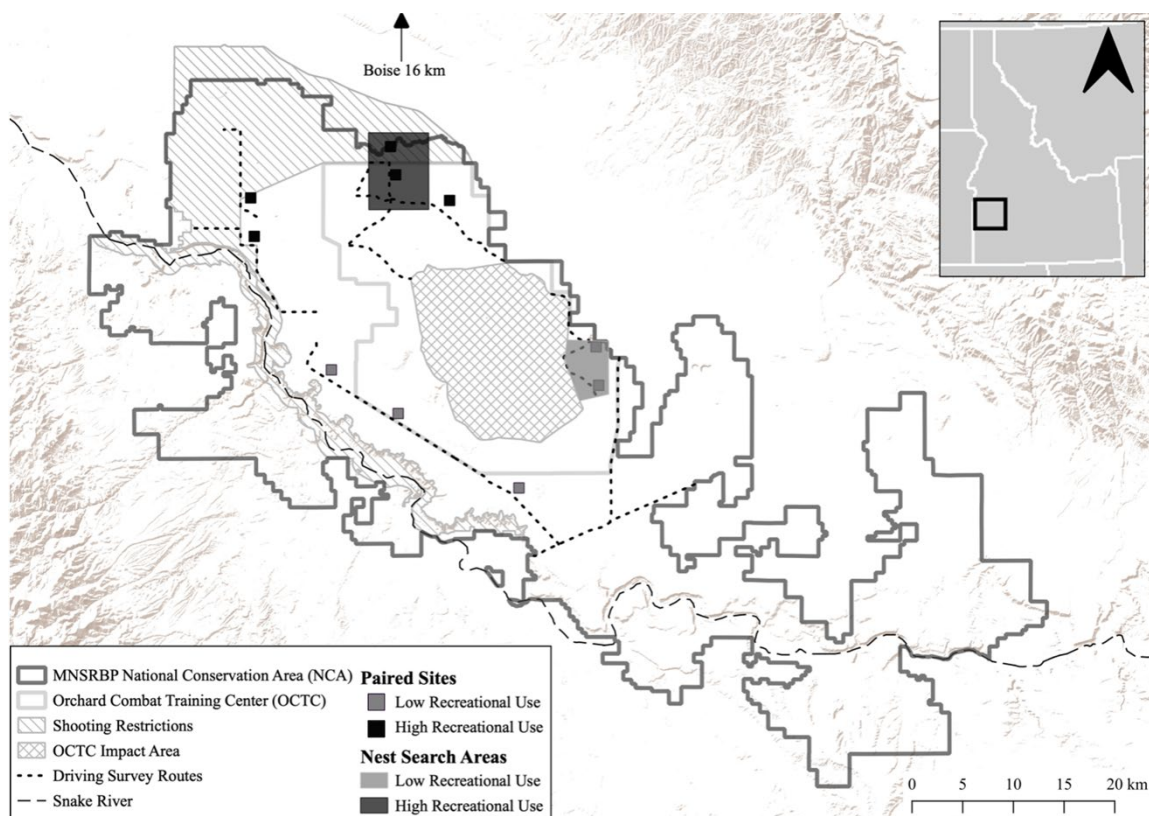 Boise 16 km
MNSRBP National Conservation Area (NCA)
Orchard Combat Training Center (OCTC)
Shooting Restrictions
OCTC Impact Area
Driving Survey Routes
Snake River
Paired Sites
Low Recreational Use
High Recreational Use
Nest Search Areas
Low Recreational Use
High Recreational Use
0 5 10 15 20 km